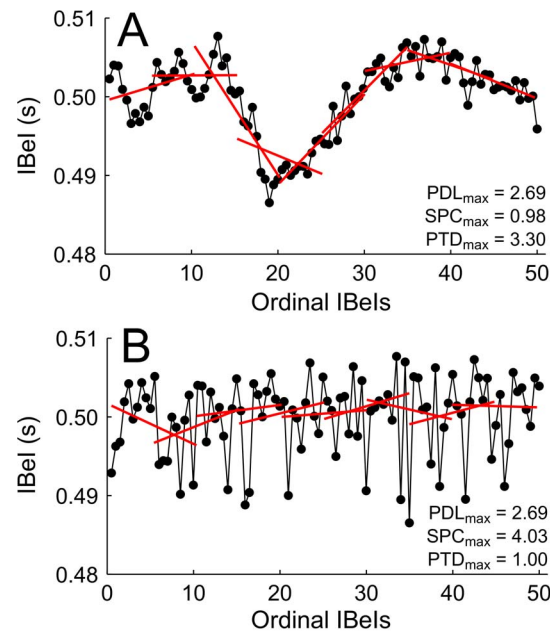 A
0.51
0.50
0.49
0.48
IBeI (s)
PDLmax = 2.69
SPCmax = 0.98
PTDmax = 3.30
0 10 20 30 40 50
Ordinal IBeIs
B
0.51
0.50
0.49
0.48
IBeI (s)
PDLmax = 2.69
SPCmax = 4.03
PTDmax = 1.00
0 10 20 30 40 50
Ordinal IBeIs